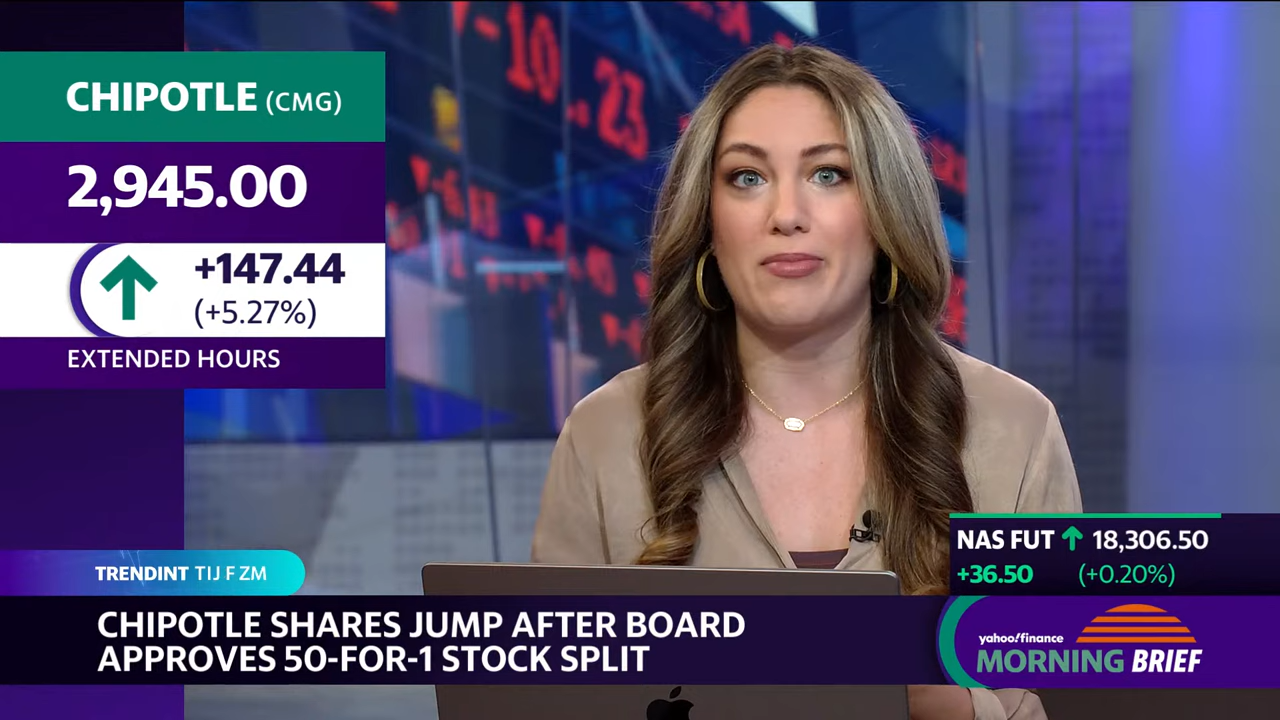 CHIPOTLE (CMG)
2,945.00
+147.44
(+5.27%)
EXTENDED HOURS
-10
23
NAS FUT 18,306.50
+36.50 (+0.20%)
TRENDINT TIJ F ZM
CHIPOTLE SHARES JUMP AFTER BOARD
APPROVES 50-FOR-1 STOCK SPLIT
yahoo!finance
MORNING BRIEF